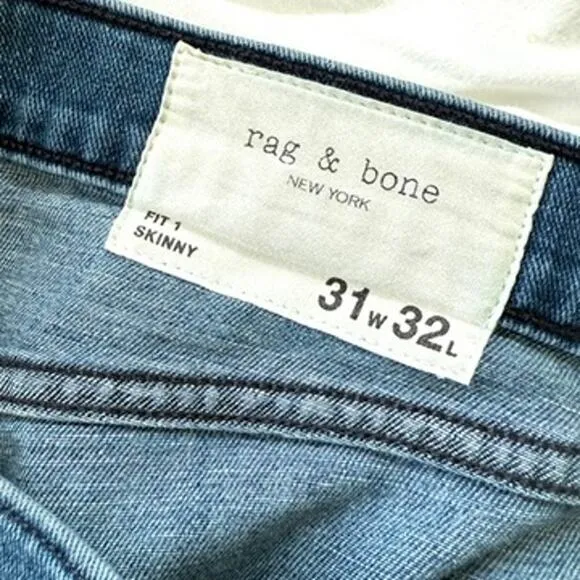 rag & bone
NEW YORK
FIT 1
SKINNY
31W 32L